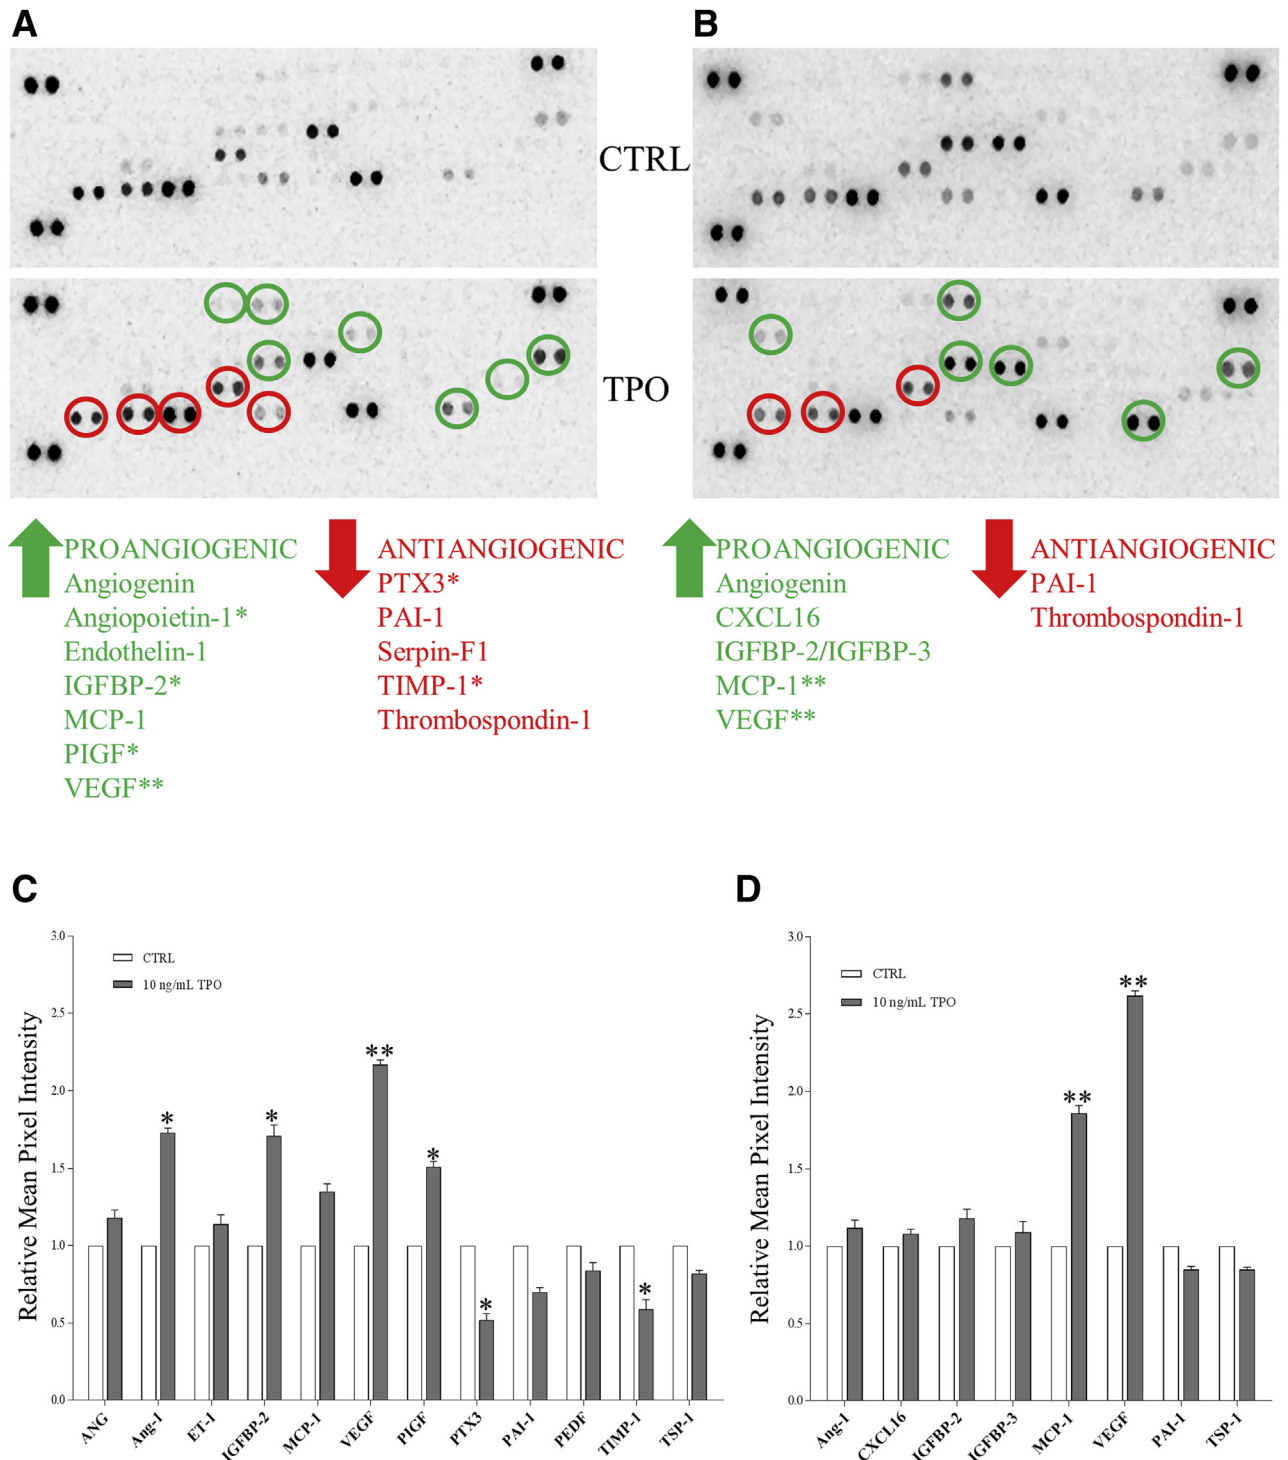 A
B
CTRL
TPO
PROANGIOGENIC
Angiogenin
Angiopoietin-1*
Endothelin-1
IGFBP-2*
MCP-1
PIGF*
VEGF**
ANTIANGIOGENIC
PTX3*
PAI-1
Serpin-F1
TIMP-1*
Thrombospondin-1
PROANGIOGENIC
Angiogenin
CXCL16
IGFBP-2/IGFBP-3
MCP-1**
VEGF**
ANTIANGIOGENIC
PAI-1
Thrombospondin-1
C
Relative Mean Pixel Intensity
3.0
2.5
2.0
1.5
1.0
0.5
0.0
CTRL
10 ng/mL TPO
*
*
**
*
*
*
ANG
Ang-1
ET-1
IGFBP-2
MCP-1
VEGF
PIGF
PTX3
PAI-1
PEDF
TIMP-1
TSP-1
D
Relative Mean Pixel Intensity
3.0
2.5
2.0
1.5
1.0
0.5
0.0
CTRL
10 ng/mL TPO
**
**
Ang-1
CXCL16
IGFBP-2
IGFBP-3
MCP-1
VEGF
PAI-1
TSP-1